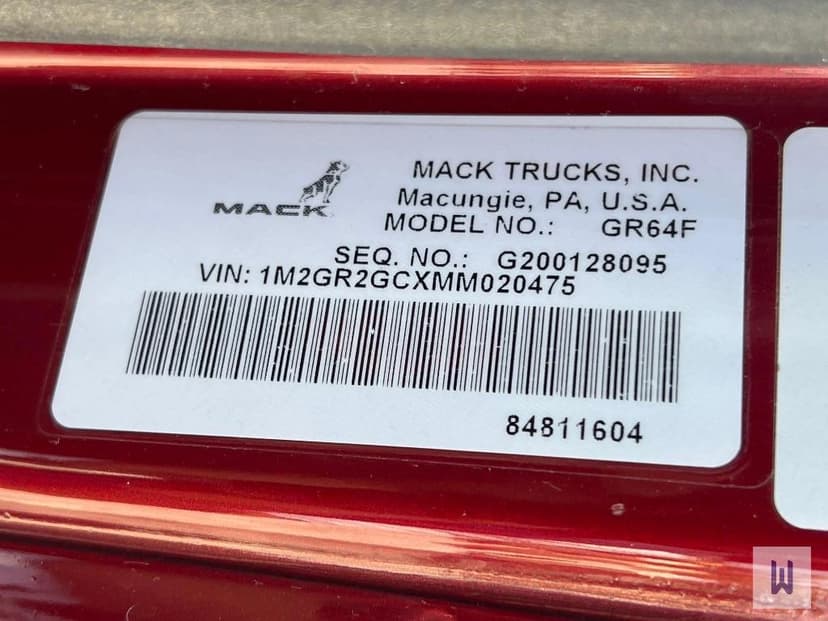 MACK
MACK TRUCKS, INC.
Macungie, PA, U.S.A.
MODEL NO.: GR64F
SEQ. NO.: G200128095
VIN: 1M2GR2GCXMM020475
84811604
W